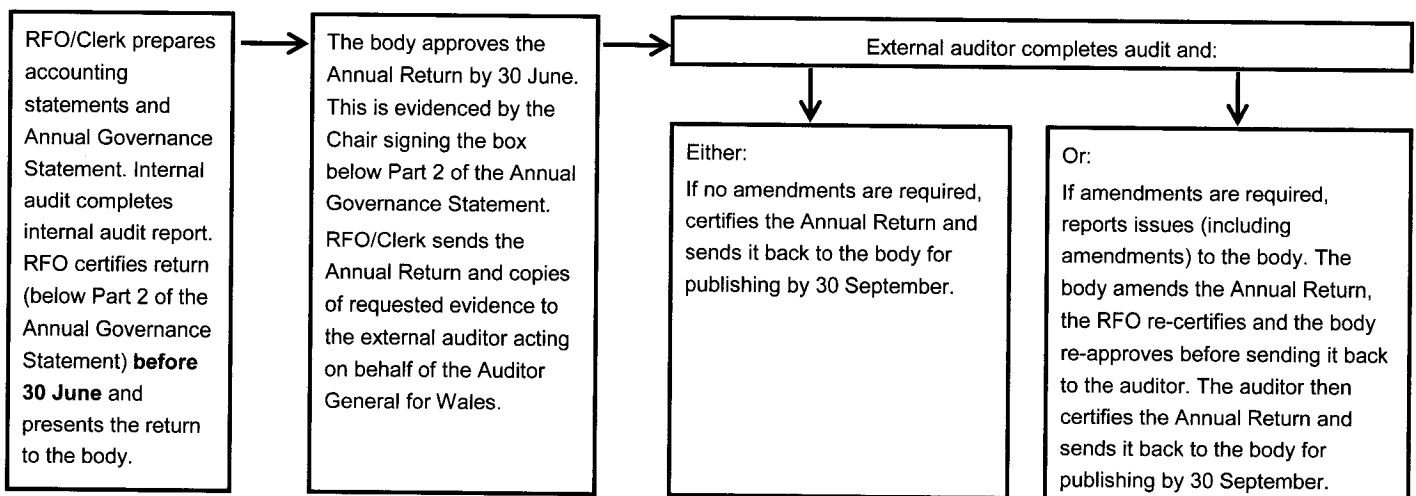 RFO/Clerk prepares
accounting
statements and
Annual Governance
Statement. Internal
audit completes
internal audit report.
RFO certifies return
(below Part 2 of the
Annual Governance
Statement) before
30 June and
presents the return
to the body.
The body approves the
Annual Return by 30 June.
This is evidenced by the
Chair signing the box
below Part 2 of the Annual
Governance Statement.
RFO/Clerk sends the
Annual Return and copies
of requested evidence to
the external auditor acting
on behalf of the Auditor
General for Wales.
External auditor completes audit and:
Either:
If no amendments are required,
certifies the Annual Return and
sends it back to the body for
publishing by 30 September.
Or:
If amendments are required,
reports issues (including
amendments) to the body. The
body amends the Annual Return,
the RFO re-certifies and the body
re-approves before sending it back
to the auditor. The auditor then
certifies the Annual Return and
sends it back to the body for
publishing by 30 September.